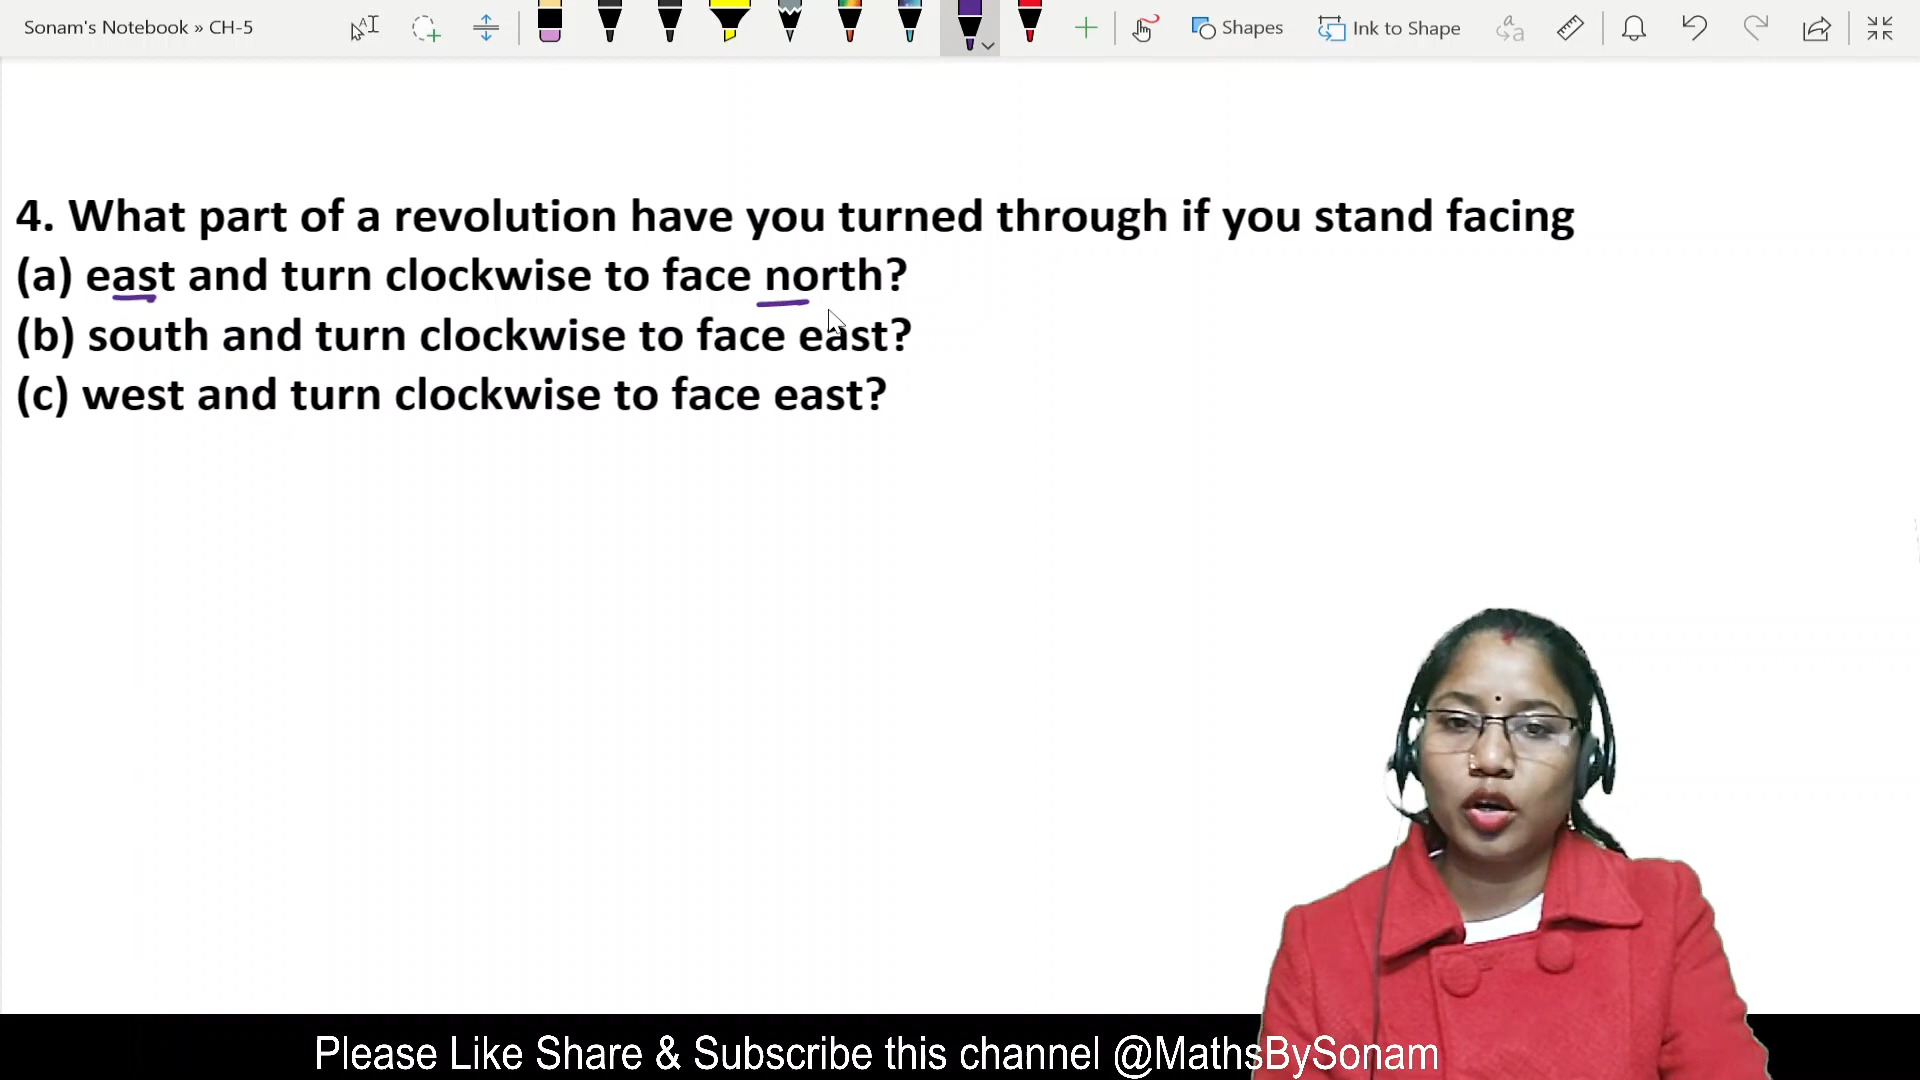 Sonam's Notebook » CH-5
Shapes
Ink to Shape
4. What part of a revolution have you turned through if you stand facing
(a) east and turn clockwise to face north?
(b) south and turn clockwise to face east?
(c) west and turn clockwise to face east?
Please Like Share & Subscribe this channel @MathsBySonam